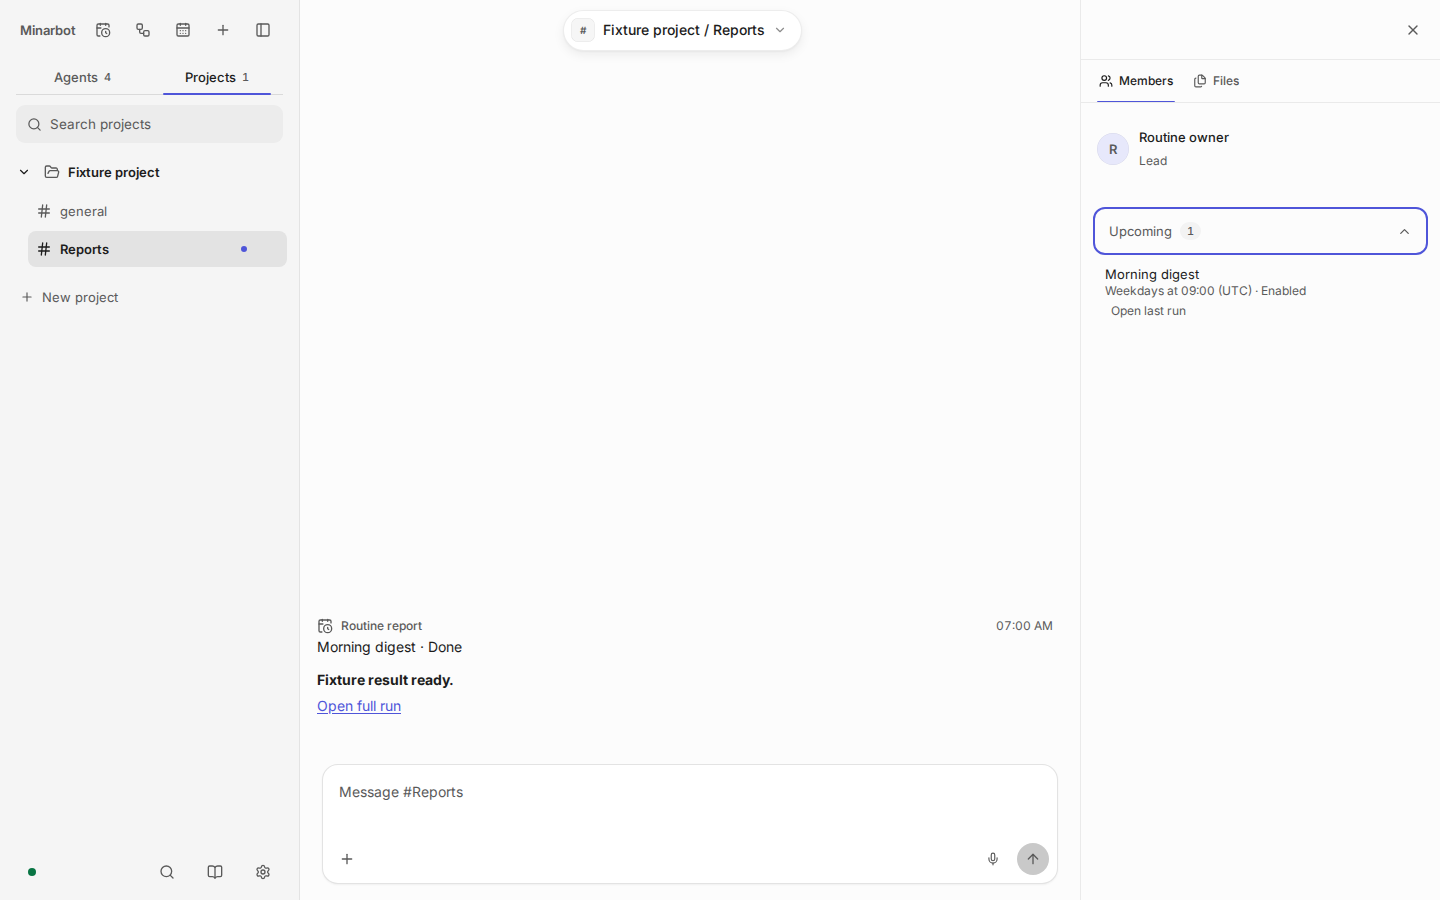 Minarbot
Agents 4
Projects 1
Search projects
Fixture project
# general
# Reports
+ New project
# Fixture project / Reports
Routine report
07:00 AM
Morning digest · Done
Fixture result ready.
Open full run
Message #Reports
Members
Files
R
Routine owner
Lead
Upcoming 1
Morning digest
Weekdays at 09:00 (UTC) · Enabled
Open last run